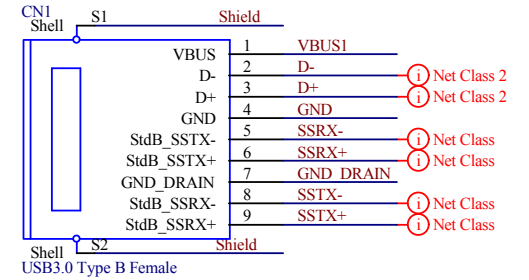 CN1
Shell S1 Shield
VBUS 1 VBUS1
D- 2 D- i Net Class 2
D+ 3 D+ i Net Class 2
GND 4 GND
StdB_SSTX- 5 SSRX- i Net Class
StdB_SSTX+ 6 SSRX+ i Net Class
GND_DRAIN 7 GND_DRAIN
StdB_SSRX- 8 SSTX- i Net Class
StdB_SSRX+ 9 SSTX+ i Net Class
Shell S2 Shield
USB3.0 Type B Female